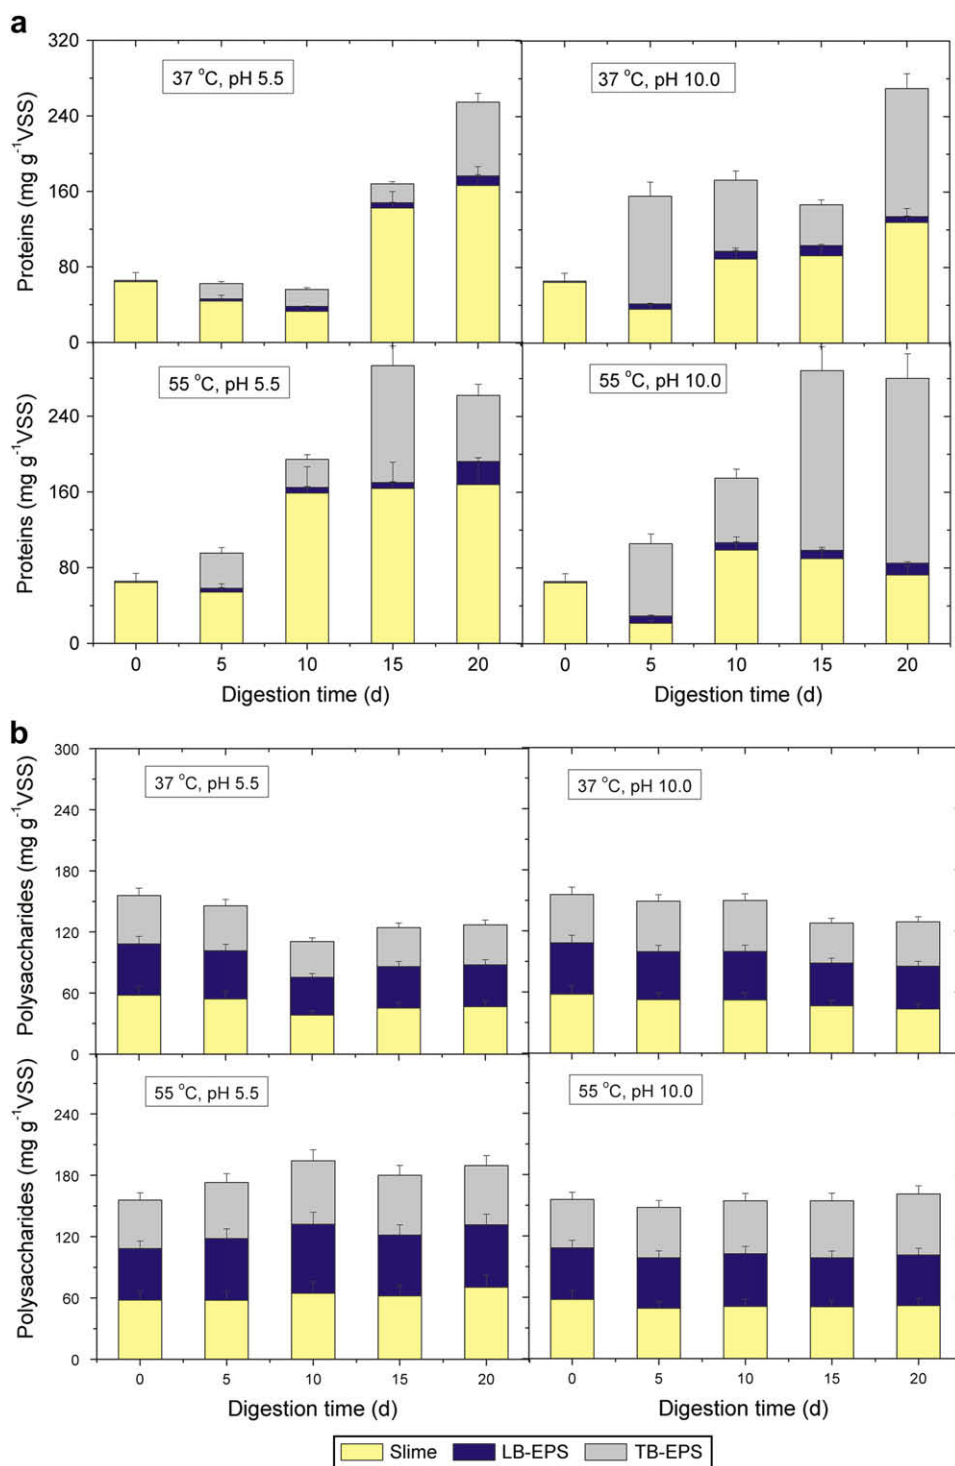 a
320
240
160
80
0
Proteins (mg g⁻¹VSS)
37 °C, pH 5.5
37 °C, pH 10.0
240
160
80
0
Proteins (mg g⁻¹VSS)
55 °C, pH 5.5
55 °C, pH 10.0
0 5 10 15 20
0 5 10 15 20
Digestion time (d)
Digestion time (d)
b
300
240
180
120
60
0
Polysaccharides (mg g⁻¹VSS)
37 °C, pH 5.5
37 °C, pH 10.0
240
180
120
60
0
Polysaccharides (mg g⁻¹VSS)
55 °C, pH 5.5
55 °C, pH 10.0
0 5 10 15 20
0 5 10 15 20
Digestion time (d)
Digestion time (d)
Slime LB-EPS TB-EPS